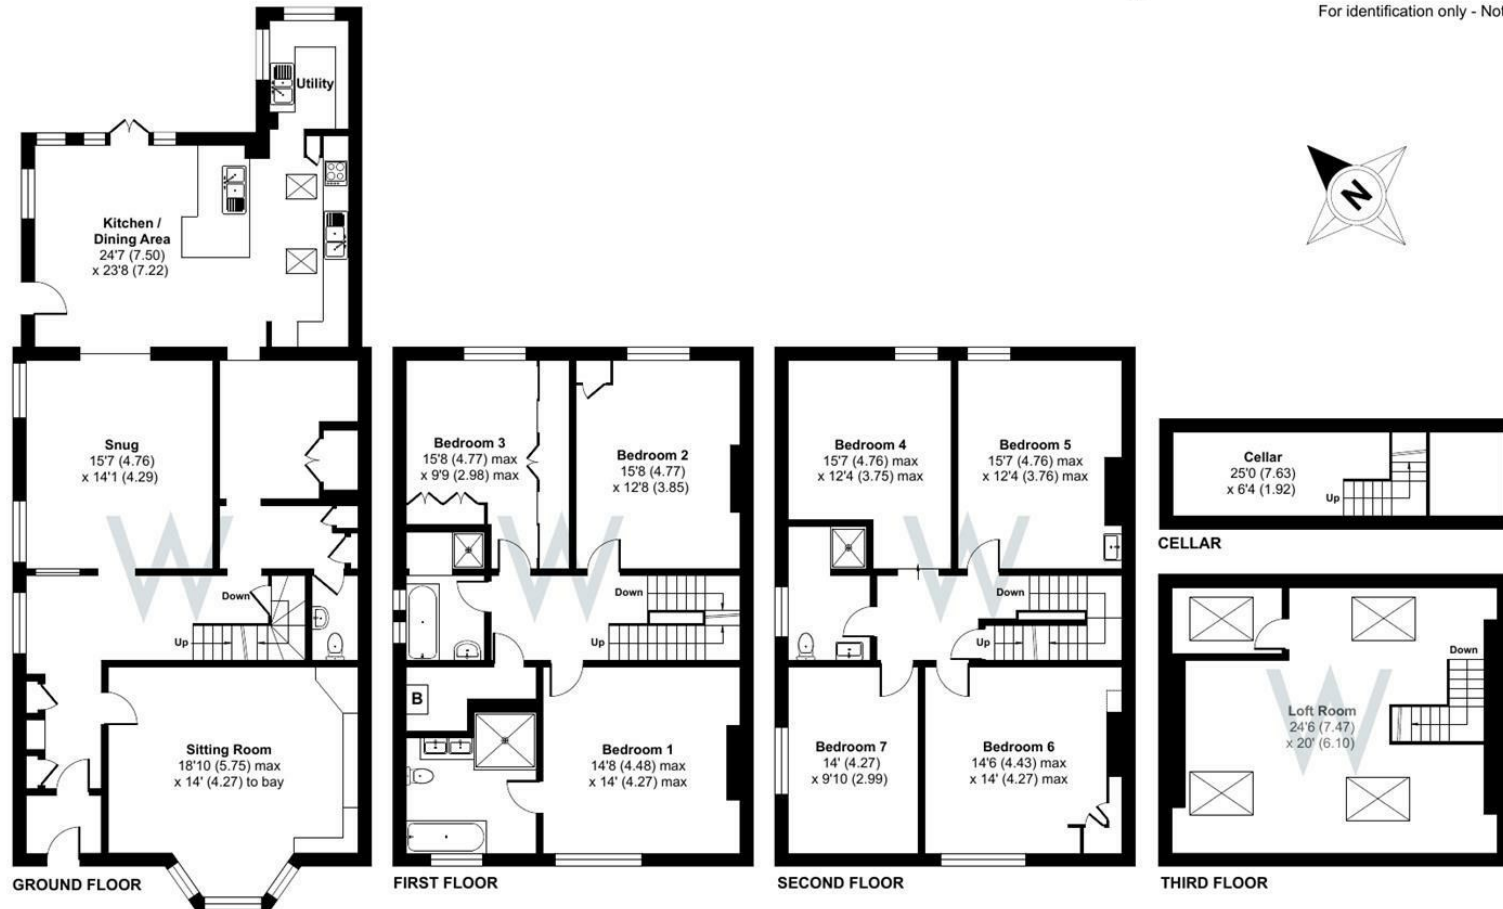 For identification only - Not
Utility
N
Kitchen /
Dining Area
24'7 (7.50)
x 23'8 (7.22)
Snug
15'7 (4.76)
x 14'1 (4.29)
Down
Up
Sitting Room
18'10 (5.75) max
x 14' (4.27) to bay
GROUND FLOOR
Bedroom 3
15'8 (4.77) max
x 9'9 (2.98) max
Bedroom 2
15'8 (4.77)
x 12'8 (3.85)
Down
Up
B
Bedroom 1
14'8 (4.48) max
x 14' (4.27) max
FIRST FLOOR
Bedroom 4
15'7 (4.76) max
x 12'4 (3.75) max
Bedroom 5
15'7 (4.76) max
x 12'4 (3.76) max
Down
Up
Bedroom 7
14' (4.27)
x 9'10 (2.99)
Bedroom 6
14'6 (4.43) max
x 14' (4.27) max
SECOND FLOOR
Cellar
25'0 (7.63)
x 6'4 (1.92)
Up
CELLAR
Down
Loft Room
24'6 (7.47)
x 20' (6.10)
THIRD FLOOR
W
W
W
W